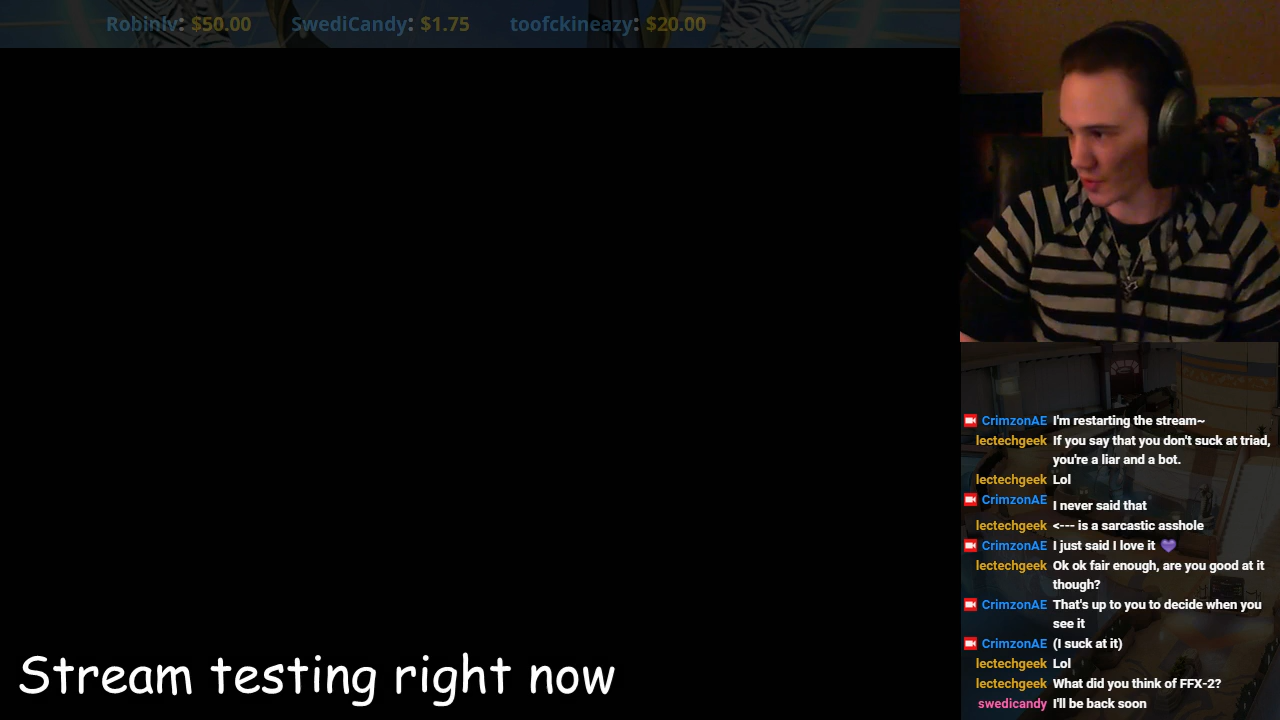 Robinlv: $50.00 SwediCandy: $1.75 toofckineazy: $20.00
CrimzonAE I'm restarting the stream~
lectechgeek If you say that you don't suck at triad,
you're a liar and a bot.
lectechgeek Lol
CrimzonAE I never said that
lectechgeek <--- is a sarcastic asshole
CrimzonAE I just said I love it 💜
lectechgeek Ok ok fair enough, are you good at it
though?
CrimzonAE That's up to you to decide when you
see it
CrimzonAE (I suck at it)
lectechgeek Lol
lectechgeek What did you think of FFX-2?
swedicandy I'll be back soon
Stream testing right now